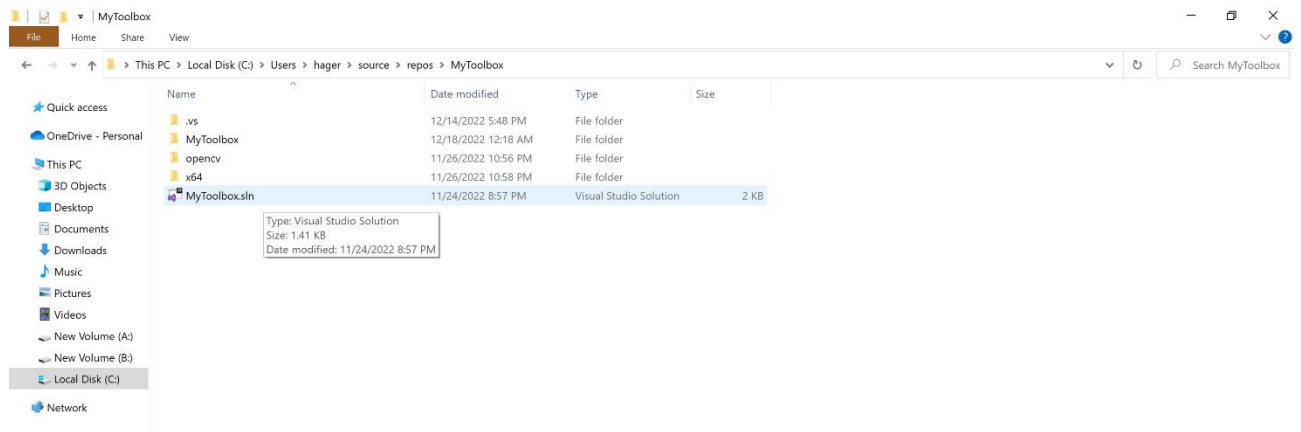 MyToolbox
File Home Share View
This PC > Local Disk (C:) > Users > hager > source > repos > MyToolbox Search MyToolbox
Name Date modified Type Size
Quick access
OneDrive - Personal
This PC
3D Objects
Desktop
Documents
Downloads
Music
Pictures
Videos
New Volume (A:)
New Volume (B:)
Local Disk (C:)
Network
.vs 12/14/2022 5:48 PM File folder
MyToolbox 12/18/2022 12:18 AM File folder
opencv 11/26/2022 10:56 PM File folder
x64 11/26/2022 10:58 PM File folder
MyToolbox.sln 11/24/2022 8:57 PM Visual Studio Solution 2 KB
Type: Visual Studio Solution
Size: 1.41 KB
Date modified: 11/24/2022 8:57 PM